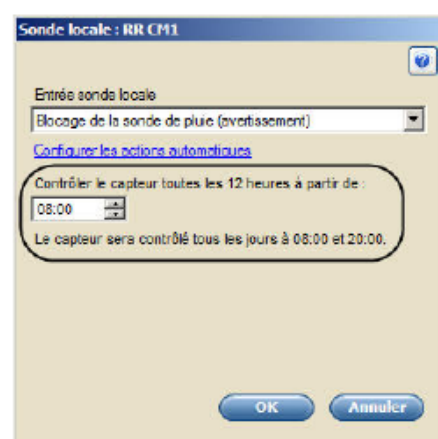 Sonde locale : RR CM1
?
Entrée sonde locale
Blocage de la sonde de pluie (avertissement)
Configurer les actions automatiques
Contrôler le capteur toutes les 12 heures à partir de :
08:00
Le capteur sera contrôlé tous les jours à 08:00 et 20:00.
OK Annuler